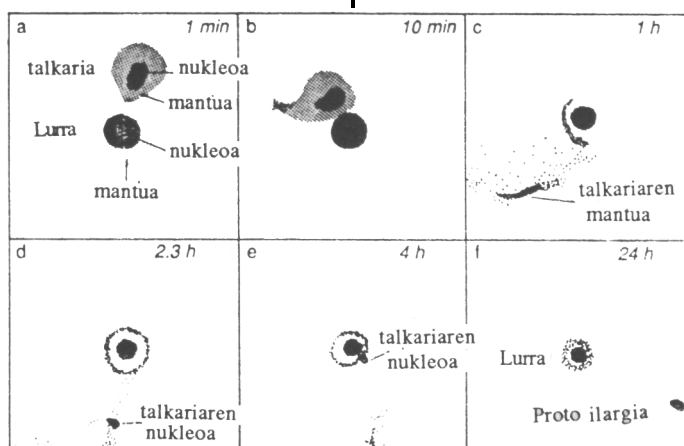 a
1 min
talkaria
nukleoa
mantua
Lurra
nukleoa
mantua
b
10 min
c
1 h
talkariaren
mantua
d
2.3 h
talkariaren
nukleoa
e
4 h
talkariaren
nukleoa
f
24 h
Lurra
Proto ilargia